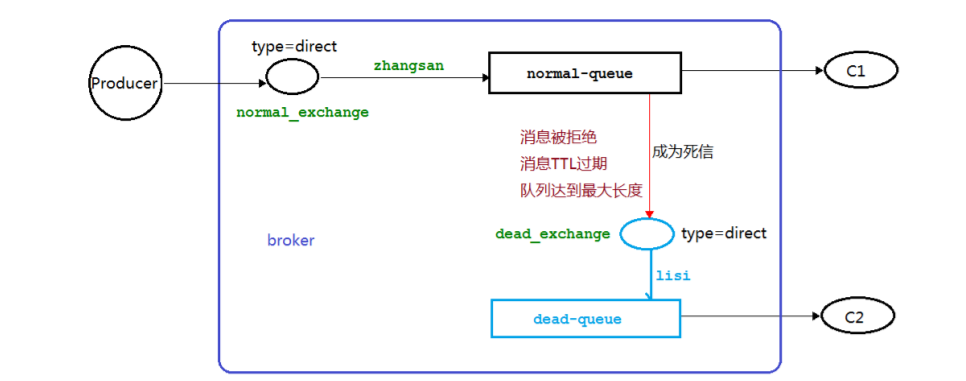 type=direct
Producer
zhangsan
normal-queue
C1
normal_exchange
消息被拒绝
消息TTL过期
队列达到最大长度
成为死信
broker
dead_exchange
type=direct
lisi
dead-queue
C2